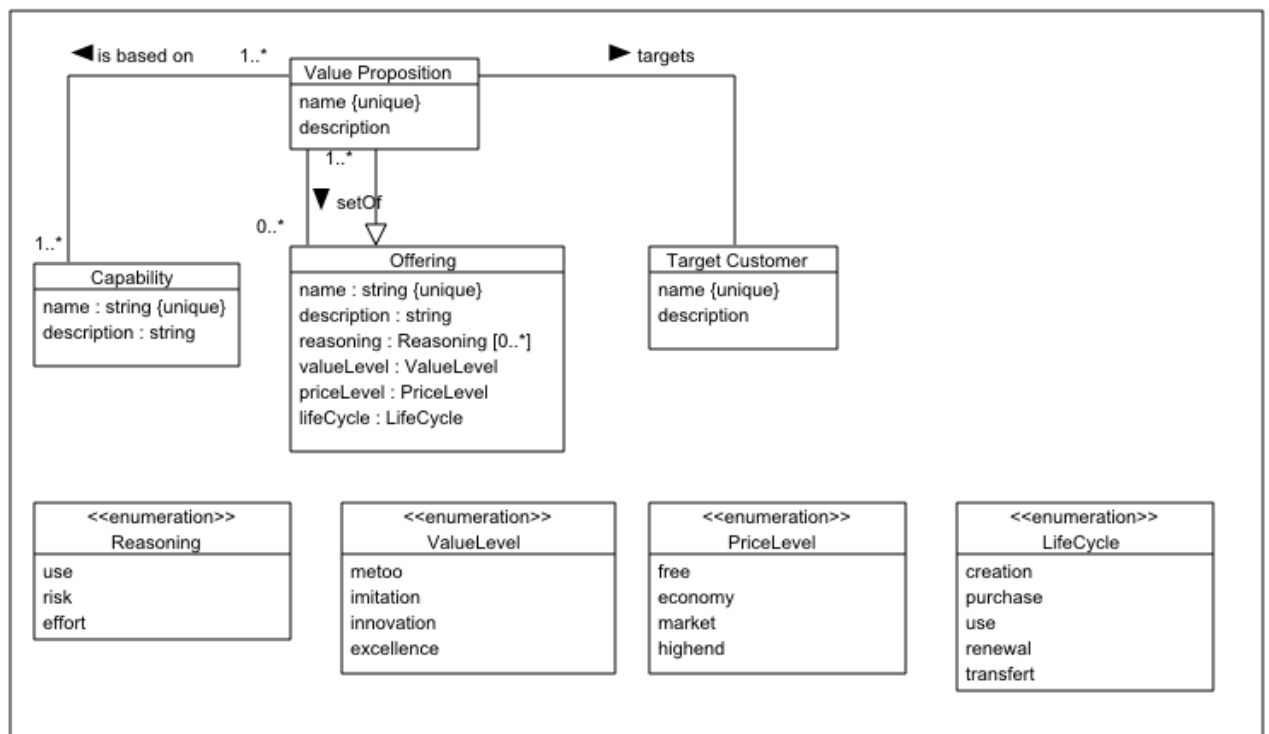 is based on
1..*
targets
Value Proposition
name {unique}
description
1..*
setOf
0..*
1..*
Capability
name : string {unique}
description : string
Offering
name : string {unique}
description : string
reasoning : Reasoning [0..*]
valueLevel : ValueLevel
priceLevel : PriceLevel
lifeCycle : LifeCycle
Target Customer
name {unique}
description
<<enumeration>>
Reasoning
use
risk
effort
<<enumeration>>
ValueLevel
metoo
imitation
innovation
excellence
<<enumeration>>
PriceLevel
free
economy
market
highend
<<enumeration>>
LifeCycle
creation
purchase
use
renewal
transfert